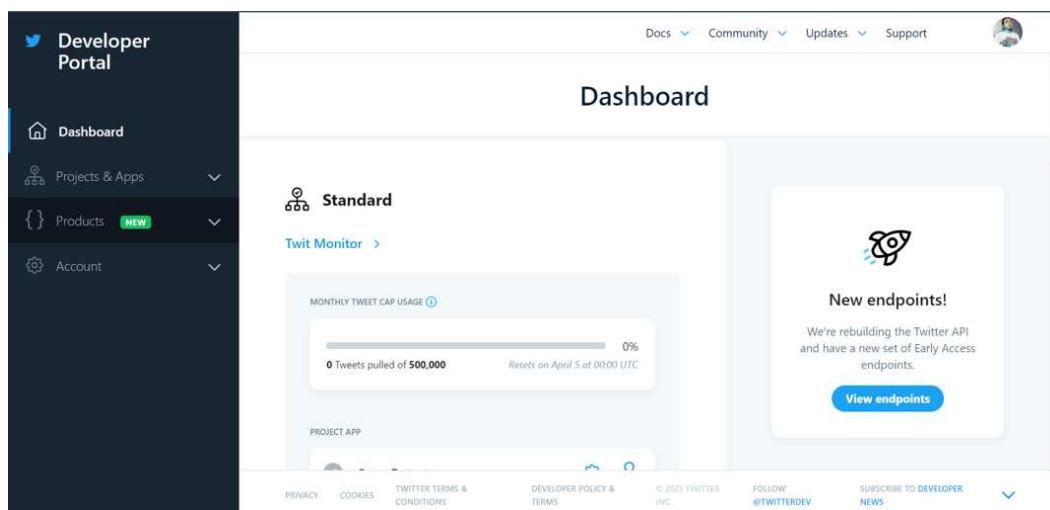 Developer
Portal
Docs Community Updates Support
Dashboard
Dashboard
Projects & Apps
Products NEW
Account
Standard
Twit Monitor >
MONTHLY TWEET CAP USAGE
0%
0 Tweets pulled of 500,000 Resets on April 5 at 00:00 UTC
PROJECT APP
New endpoints!
We're rebuilding the Twitter API
and have a new set of Early Access
endpoints.
View endpoints
PRIVACY COOKIES
TWITTER TERMS &
CONDITIONS
DEVELOPER POLICY &
TERMS
© 2021 TWITTER
INC.
FOLLOW
@TWITTERDEV
SUBSCRIBE TO DEVELOPER
NEWS